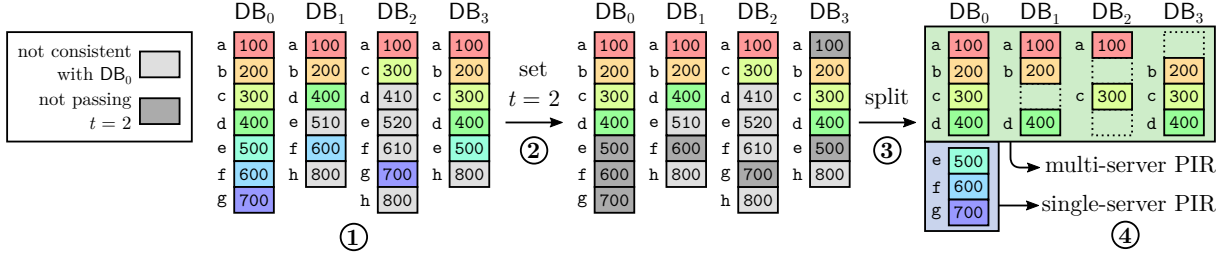 not consistent
with DB₀
not passing
t = 2
DB₀ DB₁ DB₂ DB₃
a 100 a 100 a 100 a 100
b 200 b 200 c 300 b 200
c 300 d 400 d 410 c 300
d 400 e 510 e 520 d 400
e 500 f 600 f 610 e 500
f 600 h 800 g 700 h 800
g 700 h 800
①
set
t = 2
②
DB₀ DB₁ DB₂ DB₃
a 100 a 100 a 100 a 100
b 200 b 200 c 300 b 200
c 300 d 400 d 410 c 300
d 400 e 510 e 520 d 400
e 500 f 600 f 610 e 500
f 600 h 800 g 700 h 800
g 700 h 800
split
③
DB₀ DB₁ DB₂ DB₃
a 100 a 100 a 100
b 200 b 200 b 200
c 300 c 300 c 300
d 400 d 400 d 400
e 500
f 600
g 700
multi-server PIR
single-server PIR
④